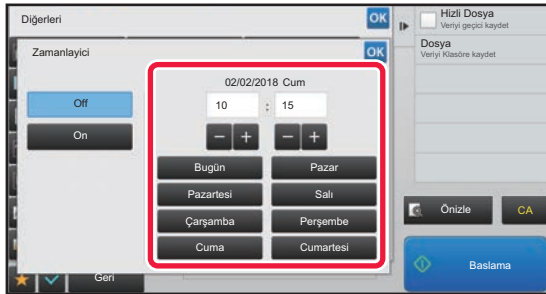 Diğerleri
OK
Zamanlayici
OK
02/02/2018 Cum
10 : 15
Off
On
Bugün
Pazar
Pazartesi
Salı
Çarşamba
Perşembe
Cuma
Cumartesi
Geri
Hizli Dosya
Veriyi geçici kaydet
Dosya
Veriyi Klasöre kaydet
Önizle
CA
Baslama